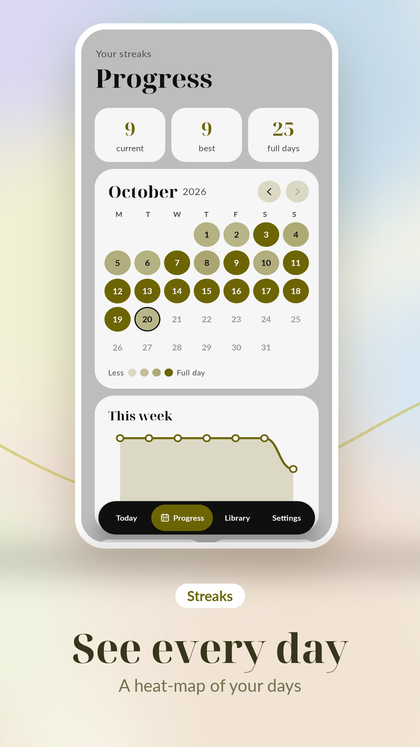 Your streaks
Progress
9 9 25
current best full days
October 2026
M T W T F S S
1 2 3 4
5 6 7 8 9 10 11
12 13 14 15 16 17 18
19 20 21 22 23 24 25
26 27 28 29 30 31
Less Full day
This week
Today Progress Library Settings
Streaks
See every day
A heat-map of your days